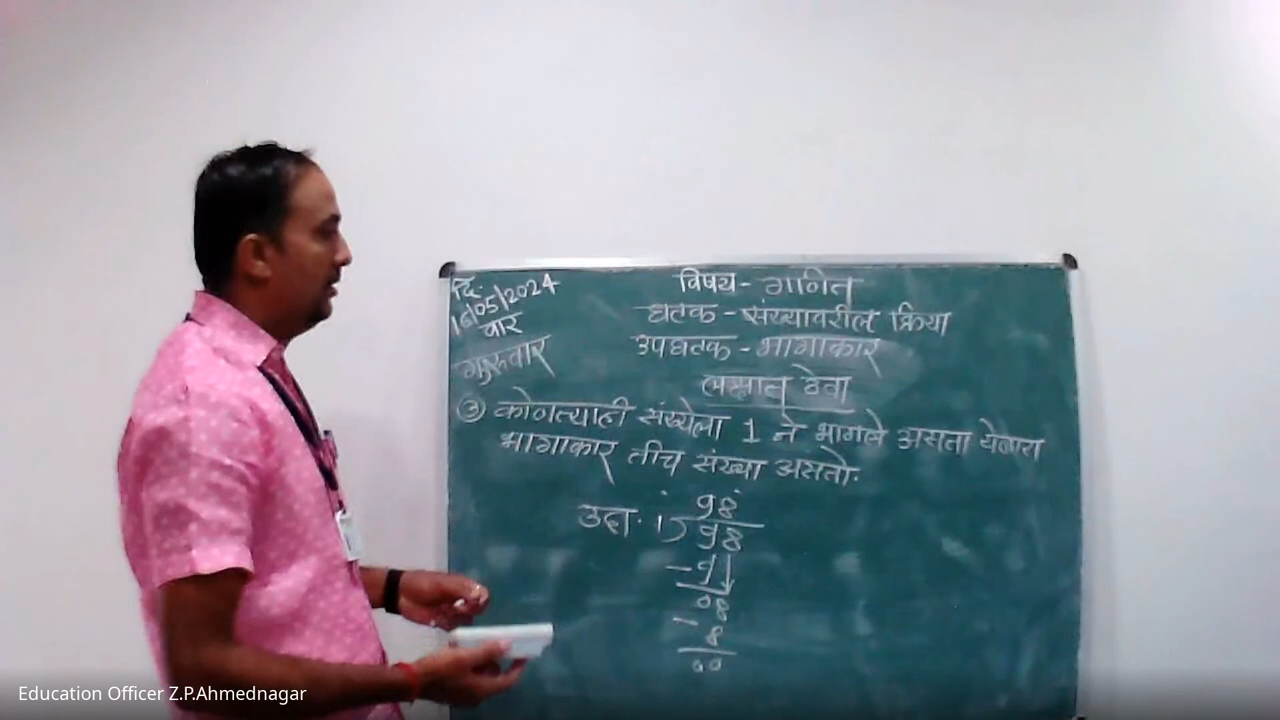 दि. 16/05/2024
वार
गुरुवार
विषय - गणित
घटक - संख्यावरील क्रिया
उपघटक - भागाकार
लक्षात ठेवा
③ कोणत्याही संख्येला 1 ने भागले असता येणारा
भागाकार तीच संख्या असतो.
98
उदा. 1) 98
- 9
08
- 8
00
Education Officer Z.P.Ahmednagar